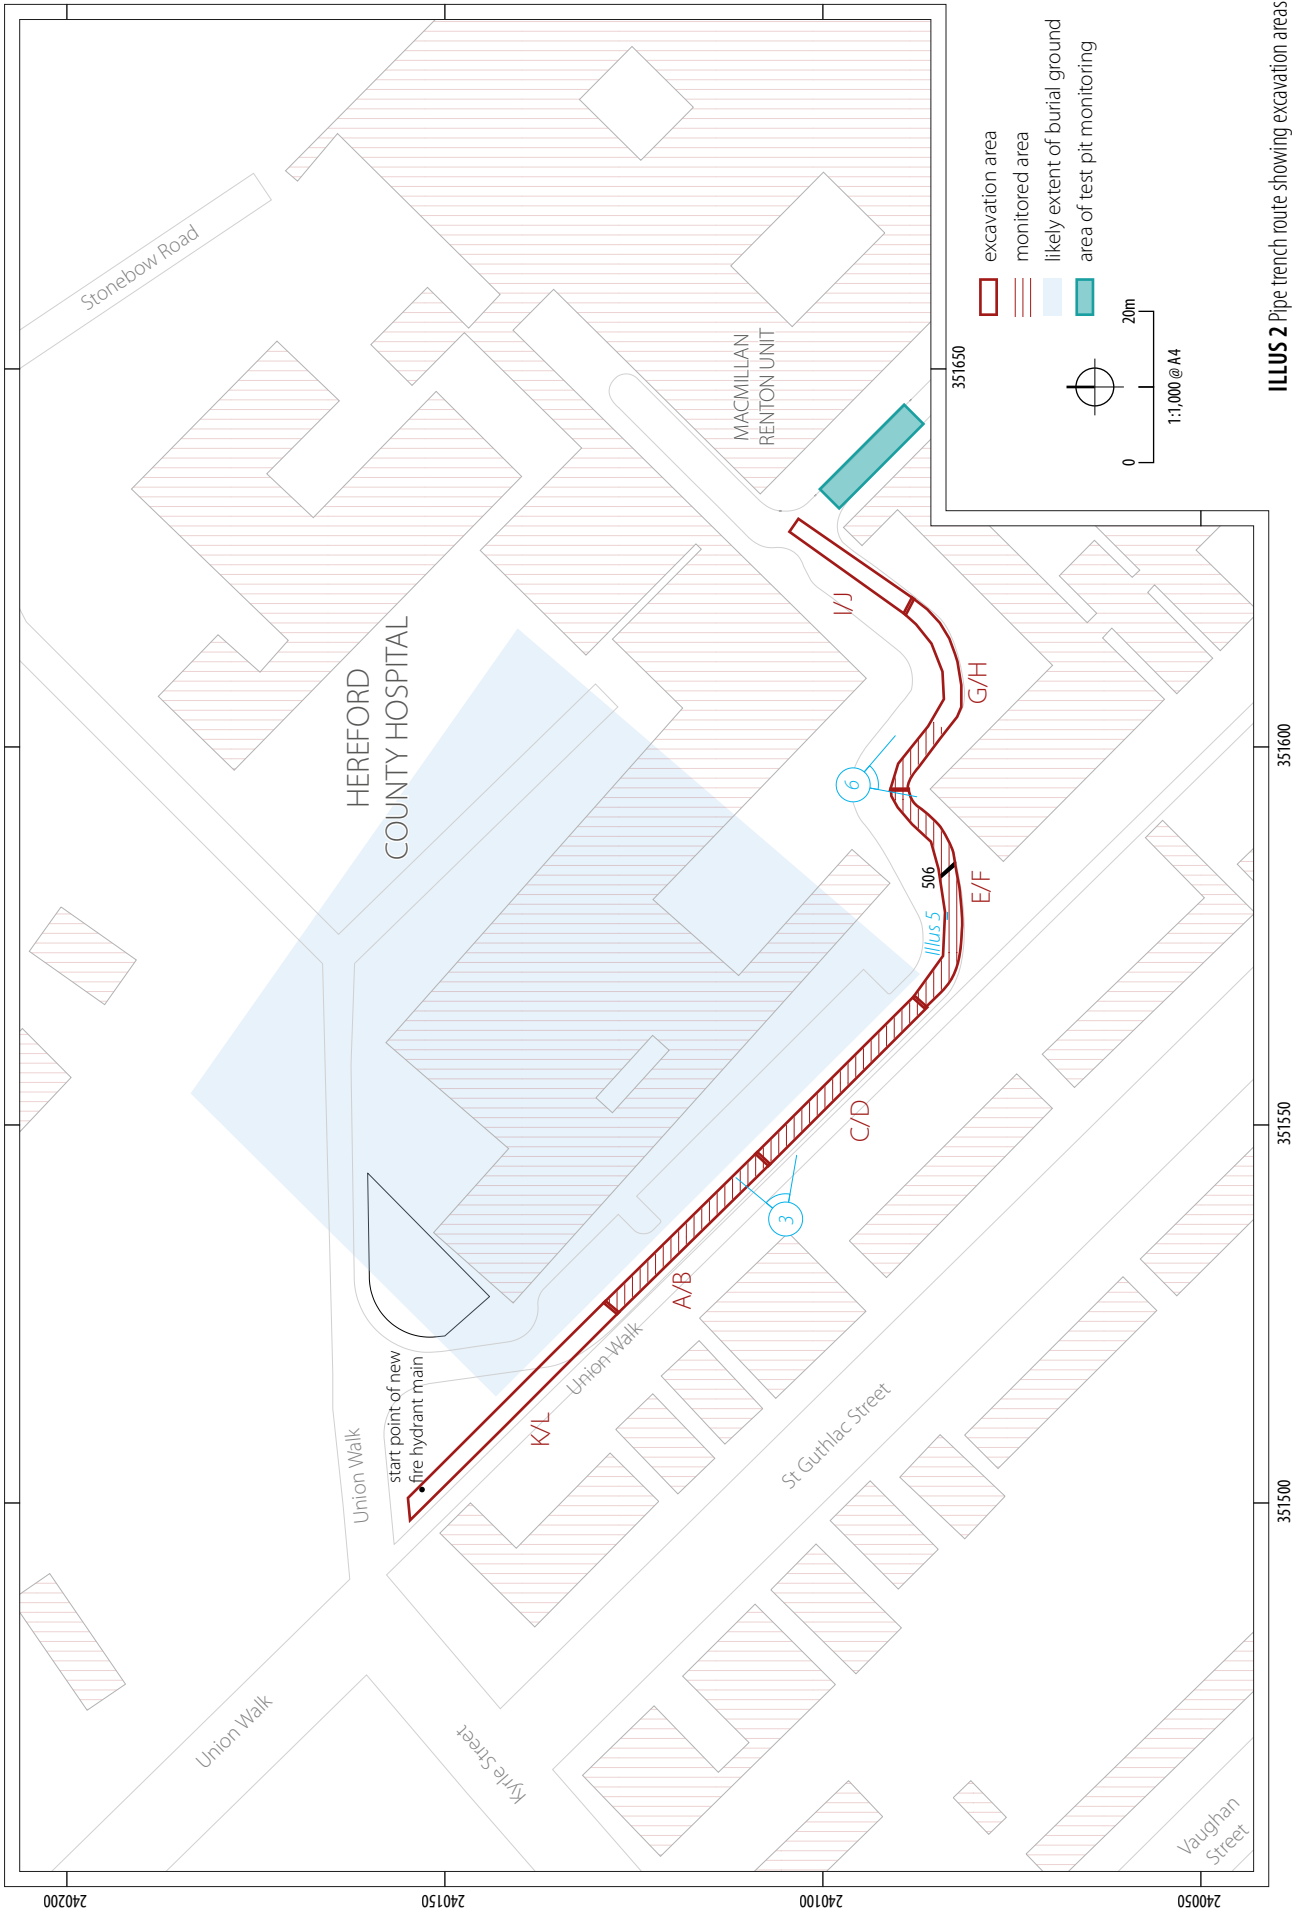 Stonebow Road
HEREFORD
COUNTY HOSPITAL
MACMILLAN
RENTON UNIT
Union Walk
Union Walk
start point of new
fire hydrant main
Kyrle Street
Union Walk
St Guthlac Street
Vaughan
Street
K/L
A/B
C/D
E/F
G/H
I/J
3
6
Illus 5
506
240200
240150
240100
240050
351500
351550
351600
351650
excavation area
monitored area
likely extent of burial ground
area of test pit monitoring
0
20m
1:1,000 @ A4
ILLUS 2 Pipe trench route showing excavation areas